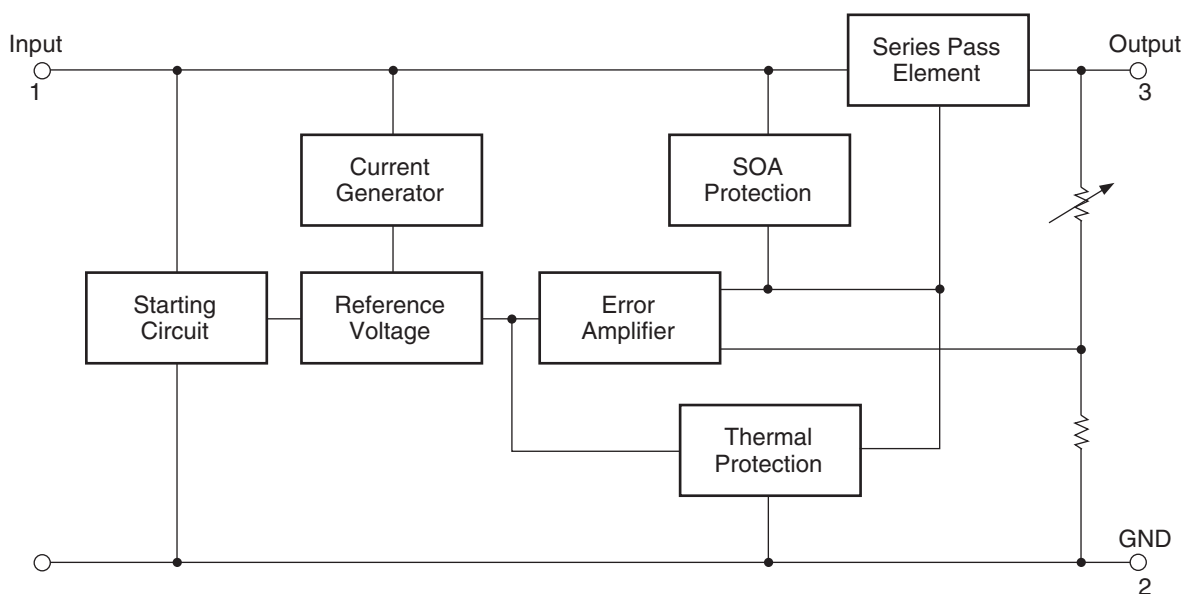 Input
1
Series Pass
Element
Output
3
Current
Generator
SOA
Protection
Starting
Circuit
Reference
Voltage
Error
Amplifier
Thermal
Protection
GND
2